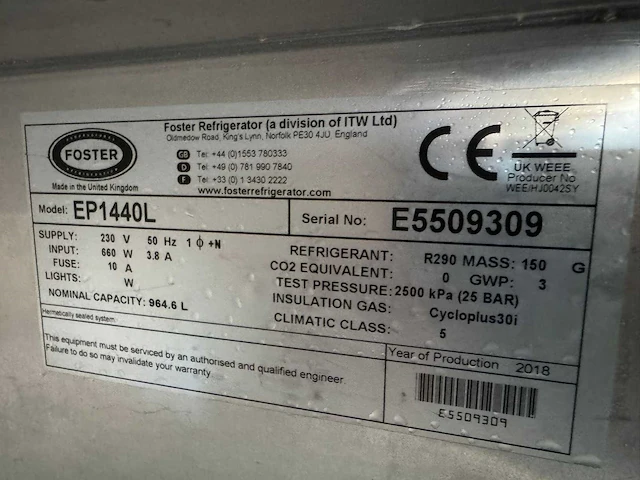 Foster Refrigerator (a division of ITW Ltd)
Oldmedow Road, King's Lynn, Norfolk PE30 4JU England
FOSTER
GB Tel: +44 (0)1553 780333
D Tel: +49 (0)781 990 7840
F Tel: +33 (0)1 3430 2222
Made in the United Kingdom
www.fosterrefrigerator.com
CE
UK WEEE
Producer No
WEE/HJ0042SY
Model: EP1440L
Serial No: E5509309
SUPPLY: 230 V 50 Hz 1 ϕ +N
INPUT: 660 W 3.8 A
FUSE: 10 A
LIGHTS: W
NOMINAL CAPACITY: 964.6 L
Hermetically sealed system
REFRIGERANT: R290 MASS: 150 G
CO2 EQUIVALENT: 0 GWP: 3
TEST PRESSURE: 2500 kPa (25 BAR)
INSULATION GAS: Cycloplus30i
CLIMATIC CLASS: 5
This equipment must be serviced by an authorised and qualified engineer.
Failure to do so may invalidate your warranty.
Year of Production 2018
E5509309